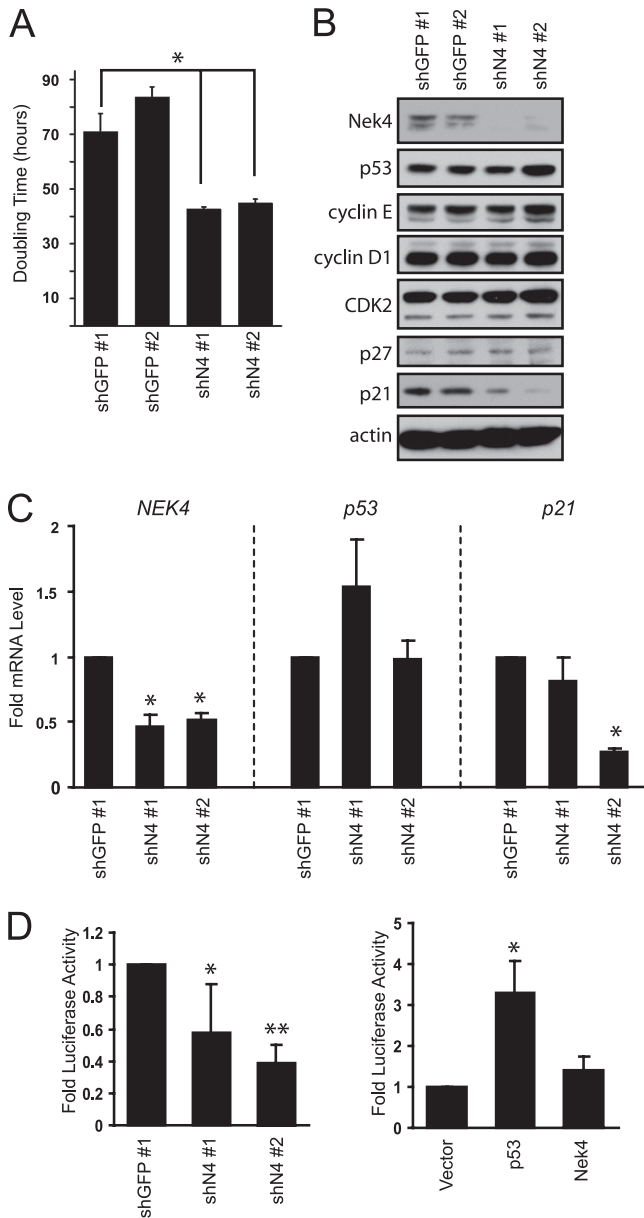 A
*
90
70
50
30
10
Doubling Time (hours)
shGFP #1
shGFP #2
shN4 #1
shN4 #2
B
shGFP #1
shGFP #2
shN4 #1
shN4 #2
Nek4
p53
cyclin E
cyclin D1
CDK2
p27
p21
actin
C
NEK4
p53
p21
2
1.5
1
0.5
0
Fold mRNA Level
*
*
*
shGFP #1
shN4 #1
shN4 #2
shGFP #1
shN4 #1
shN4 #2
shGFP #1
shN4 #1
shN4 #2
D
1.2
1
0.8
0.6
0.4
0.2
0
Fold Luciferase Activity
*
**
shGFP #1
shN4 #1
shN4 #2
5
4
3
2
1
0
Fold Luciferase Activity
*
Vector
p53
Nek4